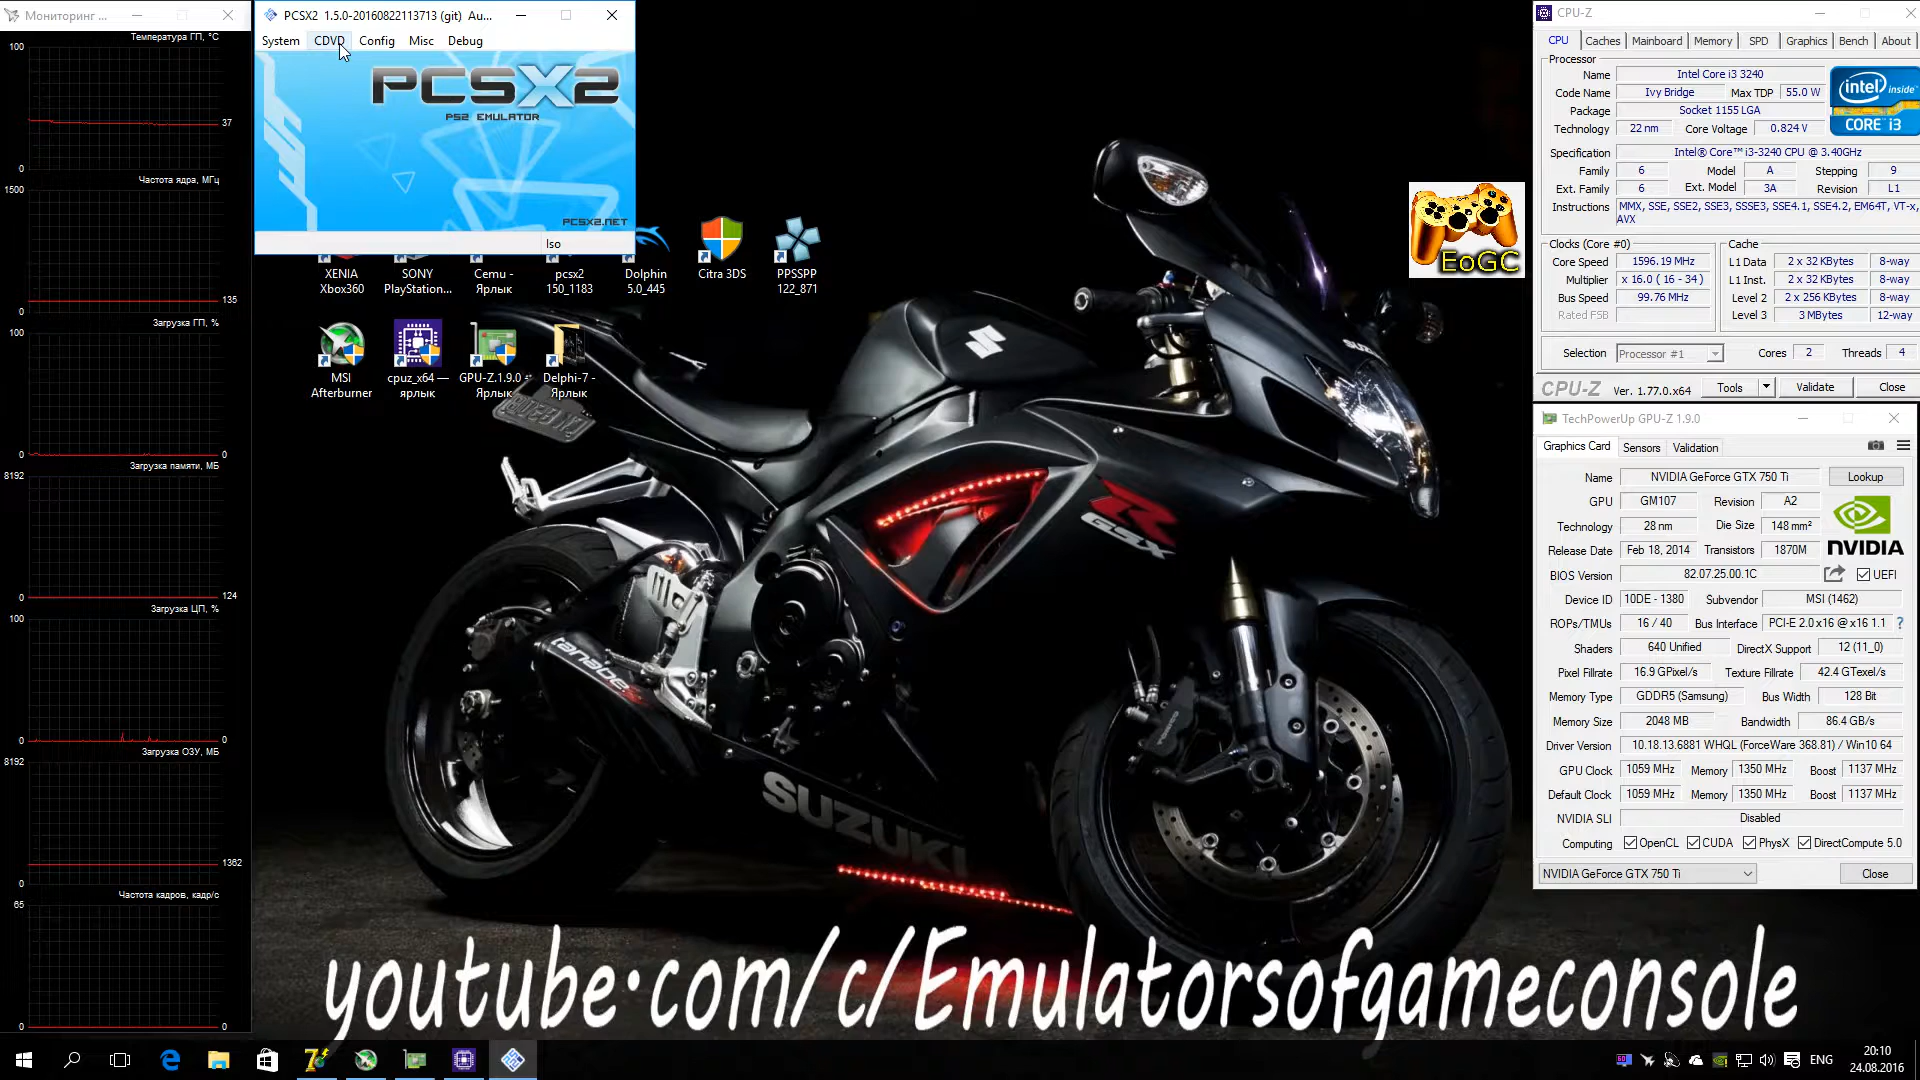 Мониторинг ...
Температура ГП, °C
100
37
0
Частота ядра, МГц
1500
135
0
Загрузка ГП, %
100
0
0
Загрузка памяти, МБ
8192
124
0
Загрузка ЦП, %
100
0
0
Загрузка ОЗУ, МБ
8192
1362
0
Частота кадров, кадр/с
65
0
0
PCSX2 1.5.0-20160822113713 (git) Au...
System CDVD Config Misc Debug
PCSX2
PS2 EMULATOR
PCSX2.NET
Iso
XENIA Xbox360
SONY PlayStation...
Cemu - Ярлык
pcsx2 150_1183
Dolphin 5.0_445
Citra 3DS
PPSSPP 122_871
MSI Afterburner
cpuz_x64 — ярлык
GPU-Z.1.9.0 Ярлык
Delphi-7 - Ярлык
EoGC
SUZUKI
R
GSX
CPU-Z
CPU Caches Mainboard Memory SPD Graphics Bench About
Processor
Name Intel Core i3 3240
Code Name Ivy Bridge Max TDP 55.0 W
Package Socket 1155 LGA
Technology 22 nm Core Voltage 0.824 V
intel inside
CORE i3
Specification Intel® Core™ i3-3240 CPU @ 3.40GHz
Family 6 Model A Stepping 9
Ext. Family 6 Ext. Model 3A Revision L1
Instructions MMX, SSE, SSE2, SSE3, SSSE3, SSE4.1, SSE4.2, EM64T, VT-x,
AVX
Clocks (Core #0) Cache
Core Speed 1596.19 MHz L1 Data 2 x 32 KBytes 8-way
Multiplier x 16.0 ( 16 - 34 ) L1 Inst. 2 x 32 KBytes 8-way
Bus Speed 99.76 MHz Level 2 2 x 256 KBytes 8-way
Rated FSB Level 3 3 MBytes 12-way
Selection Processor #1 Cores 2 Threads 4
CPU-Z Ver. 1.77.0.x64 Tools Validate Close
TechPowerUp GPU-Z 1.9.0
Graphics Card Sensors Validation
Name NVIDIA GeForce GTX 750 Ti Lookup
GPU GM107 Revision A2
Technology 28 nm Die Size 148 mm²
Release Date Feb 18, 2014 Transistors 1870M
NVIDIA
BIOS Version 82.07.25.00.1C UEFI
Device ID 10DE - 1380 Subvendor MSI (1462)
ROPs/TMUs 16 / 40 Bus Interface PCI-E 2.0 x16 @ x16 1.1 ?
Shaders 640 Unified DirectX Support 12 (11_0)
Pixel Fillrate 16.9 GPixel/s Texture Fillrate 42.4 GTexel/s
Memory Type GDDR5 (Samsung) Bus Width 128 Bit
Memory Size 2048 MB Bandwidth 86.4 GB/s
Driver Version 10.18.13.6881 WHQL (ForceWare 368.81) / Win10 64
GPU Clock 1059 MHz Memory 1350 MHz Boost 1137 MHz
Default Clock 1059 MHz Memory 1350 MHz Boost 1137 MHz
NVIDIA SLI Disabled
Computing OpenCL CUDA PhysX DirectCompute 5.0
NVIDIA GeForce GTX 750 Ti Close
youtube.com/c/Emulatorsofgameconsole
ENG
20:10
24.08.2016